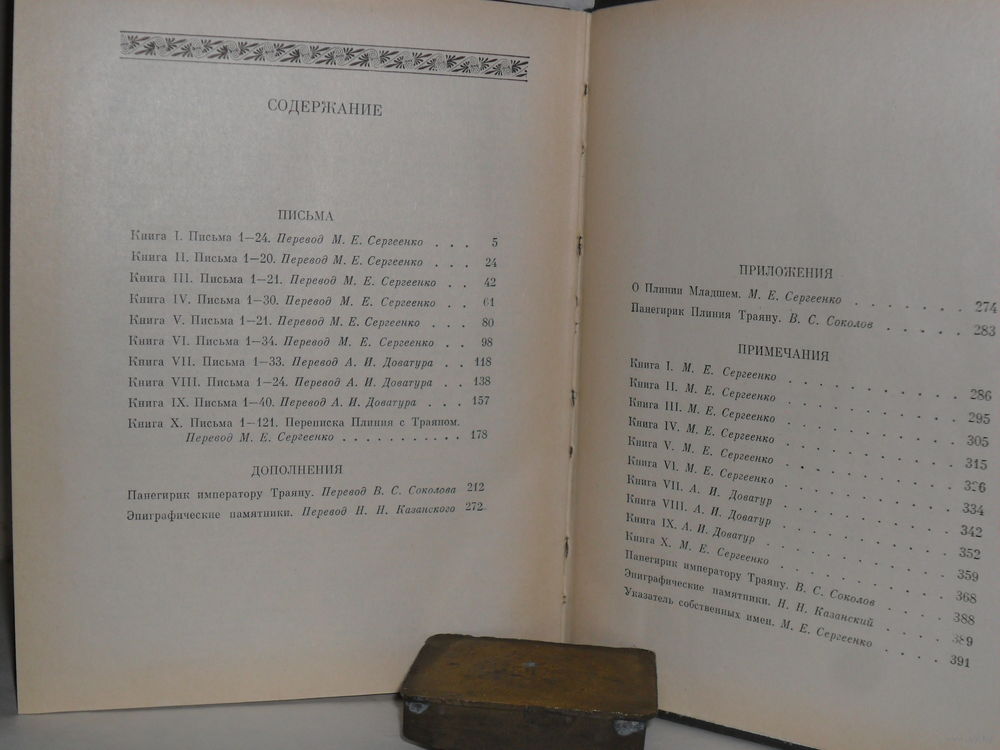 СОДЕРЖАНИЕ
ПИСЬМА
Книга I. Письма 1—24. Перевод М. Е. Сергеенко . . . 5
Книга II. Письма 1—20. Перевод М. Е. Сергеенко . . . 24
Книга III. Письма 1—21. Перевод М. Е. Сергеенко . . 42
Книга IV. Письма 1—30. Перевод М. Е. Сергеенко . . 61
Книга V. Письма 1—21. Перевод М. Е. Сергеенко . . . 80
Книга VI. Письма 1—34. Перевод М. Е. Сергеенко . . 98
Книга VII. Письма 1—33. Перевод А. И. Доватура . . 118
Книга VIII. Письма 1—24. Перевод А. И. Доватура . . 138
Книга IX. Письма 1—40. Перевод А. И. Доватура . . . 157
Книга X. Письма 1—121. Переписка Плиния с Траяном.
Перевод М. Е. Сергеенко . . . . . . . . . . . 178
ДОПОЛНЕНИЯ
Панегирик императору Траяну. Перевод В. С. Соколова 212
Эпиграфические памятники. Перевод Н. Н. Казанского 272
ПРИЛОЖЕНИЯ
О Плинии Младшем. М. Е. Сергеенко . . . . . . . . 274
Панегирик Плиния Траяну. В. С. Соколов . . . . . . 283
ПРИМЕЧАНИЯ
Книга I. М. Е. Сергеенко . . . . . . . . . . 286
Книга II. М. Е. Сергеенко . . . . . . . . . . 295
Книга III. М. Е. Сергеенко . . . . . . . . . . 305
Книга IV. М. Е. Сергеенко . . . . . . . . . . 315
Книга V. М. Е. Сергеенко . . . . . . . . . . 326
Книга VI. М. Е. Сергеенко . . . . . . . . . . 334
Книга VII. А. И. Доватур . . . . . . . . . . 342
Книга VIII. А. И. Доватур . . . . . . . . . . 352
Книга IX. А. И. Доватур . . . . . . . . . . 359
Книга X. М. Е. Сергеенко . . . . . . . . . . 368
Панегирик императору Траяну. В. С. Соколов . . . . 388
Эпиграфические памятники. Н. Н. Казанский . . . . 389
Указатель собственных имен. М. Е. Сергеенко . . . . 391